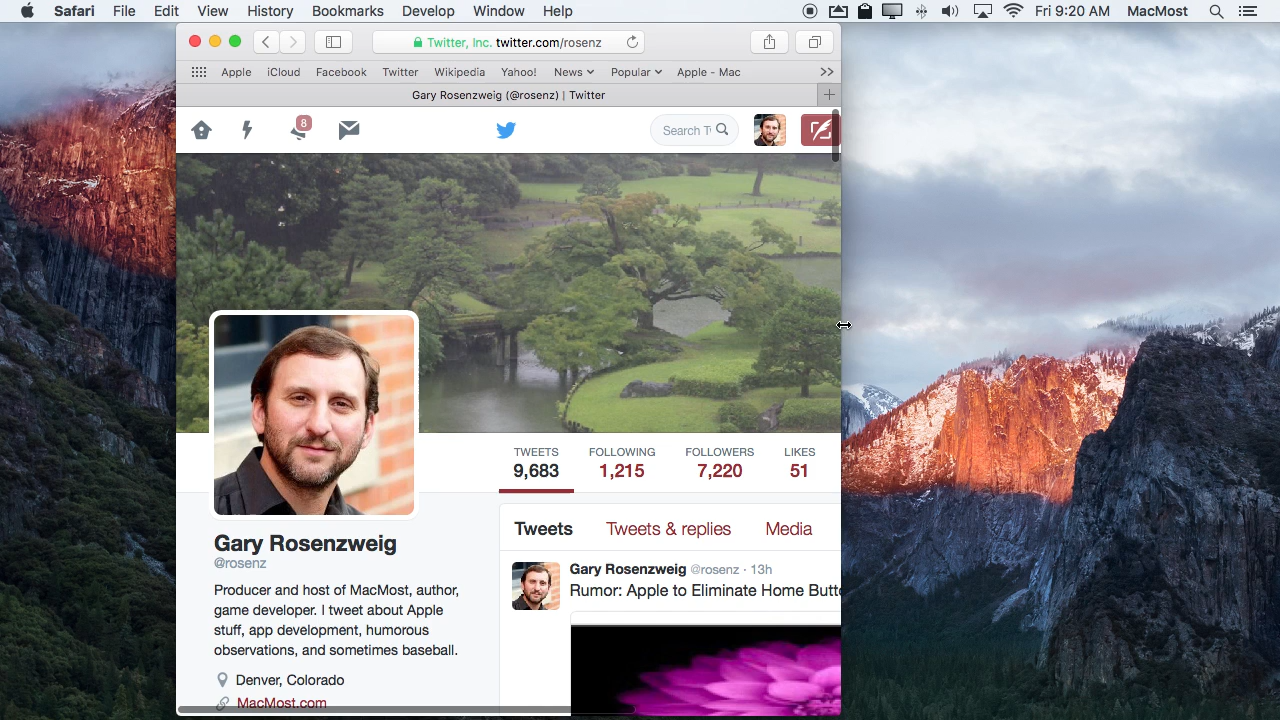 Safari File Edit View History Bookmarks Develop Window Help Fri 9:20 AM MacMost
Twitter, Inc. twitter.com/rosenz
Apple iCloud Facebook Twitter Wikipedia Yahoo! News Popular Apple - Mac
Gary Rosenzweig (@rosenz) | Twitter
8
Search
TWEETS FOLLOWING FOLLOWERS LIKES
9,683 1,215 7,220 51
Tweets Tweets & replies Media
Gary Rosenzweig
@rosenz
Producer and host of MacMost, author,
game developer. I tweet about Apple
stuff, app development, humorous
observations, and sometimes baseball.
Denver, Colorado
MacMost.com
Gary Rosenzweig @rosenz · 13h
Rumor: Apple to Eliminate Home